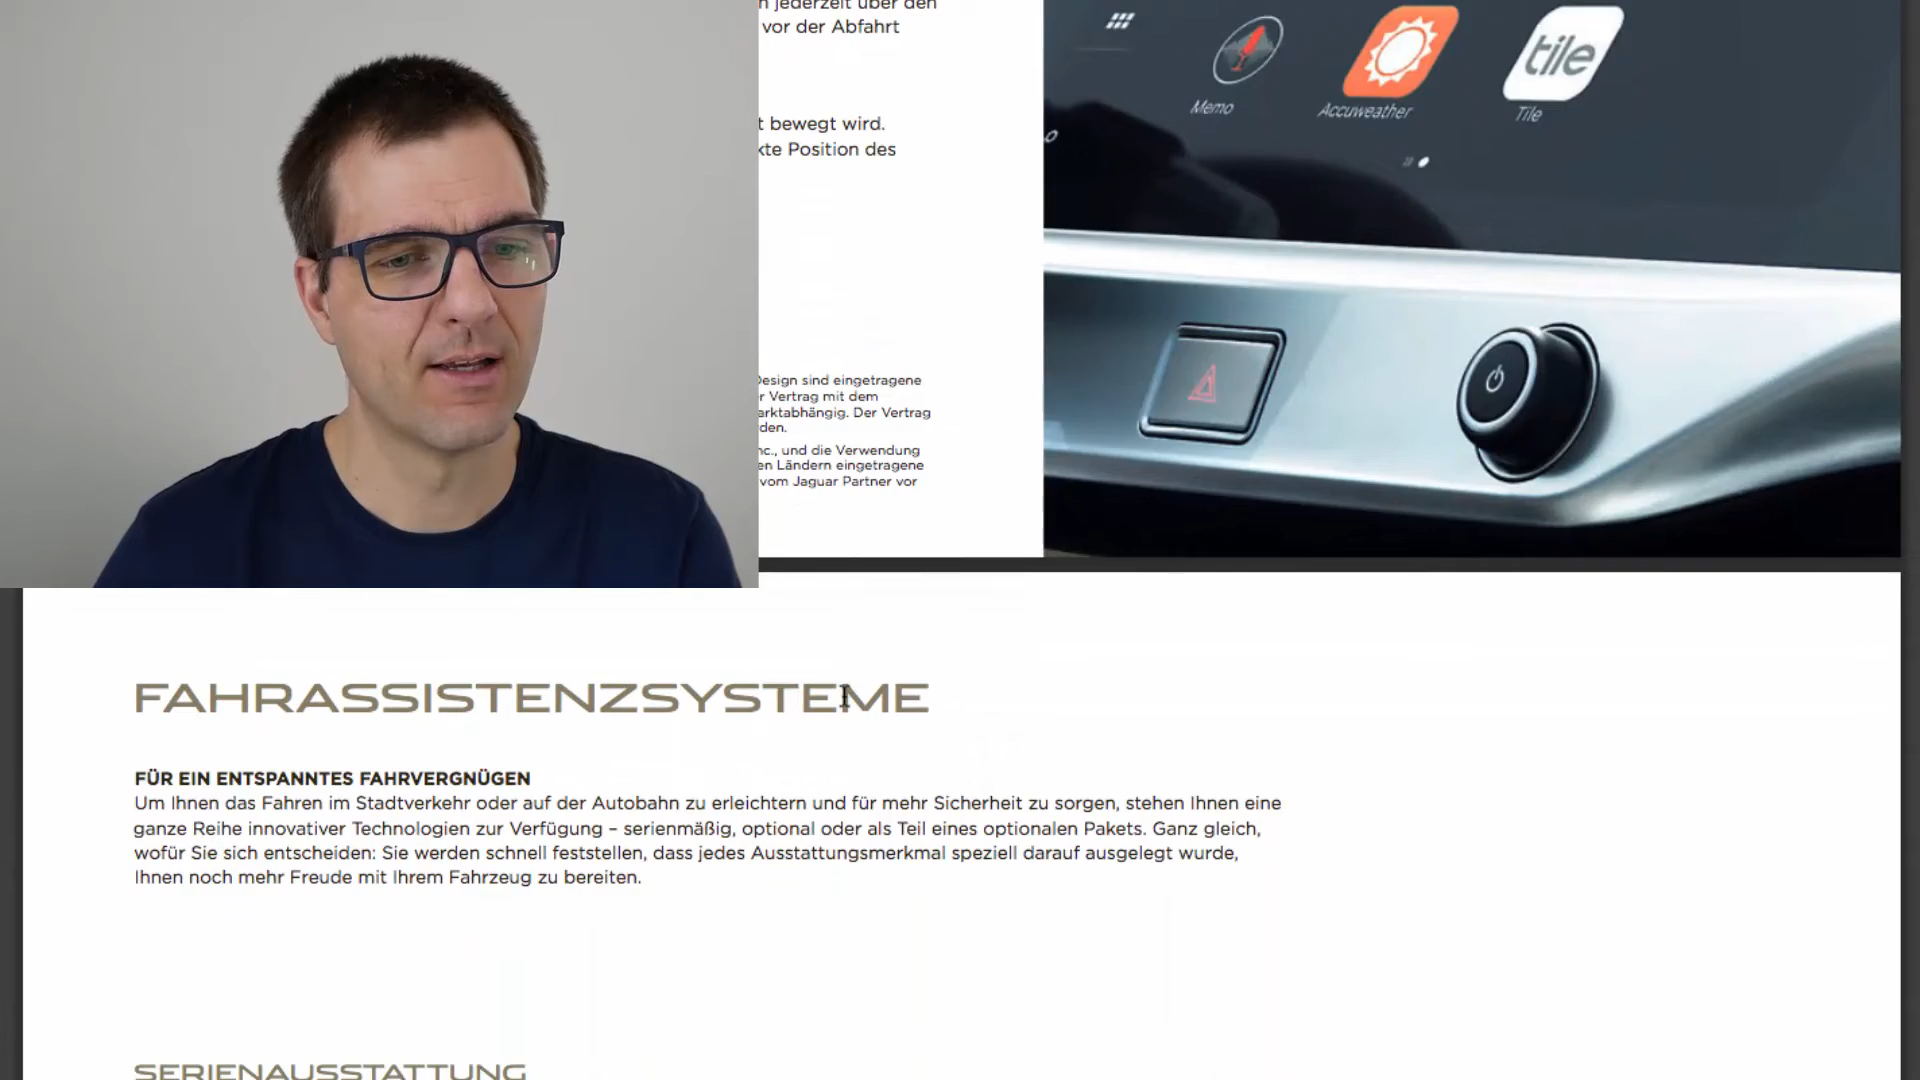 jederzeit über den
vor der Abfahrt
t bewegt wird.
kte Position des
Design sind eingetragene
r Vertrag mit dem
arktabhängig. Der Vertrag
den.
nc., und die Verwendung
en Ländern eingetragene
vom Jaguar Partner vor
Memo
Accuweather
tile
Tile
FAHRASSISTENZSYSTEME
FÜR EIN ENTSPANNTES FAHRVERGNÜGEN
Um Ihnen das Fahren im Stadtverkehr oder auf der Autobahn zu erleichtern und für mehr Sicherheit zu sorgen, stehen Ihnen eine
ganze Reihe innovativer Technologien zur Verfügung – serienmäßig, optional oder als Teil eines optionalen Pakets. Ganz gleich,
wofür Sie sich entscheiden: Sie werden schnell feststellen, dass jedes Ausstattungsmerkmal speziell darauf ausgelegt wurde,
Ihnen noch mehr Freude mit Ihrem Fahrzeug zu bereiten.
SERIENAUSSTATTUNG